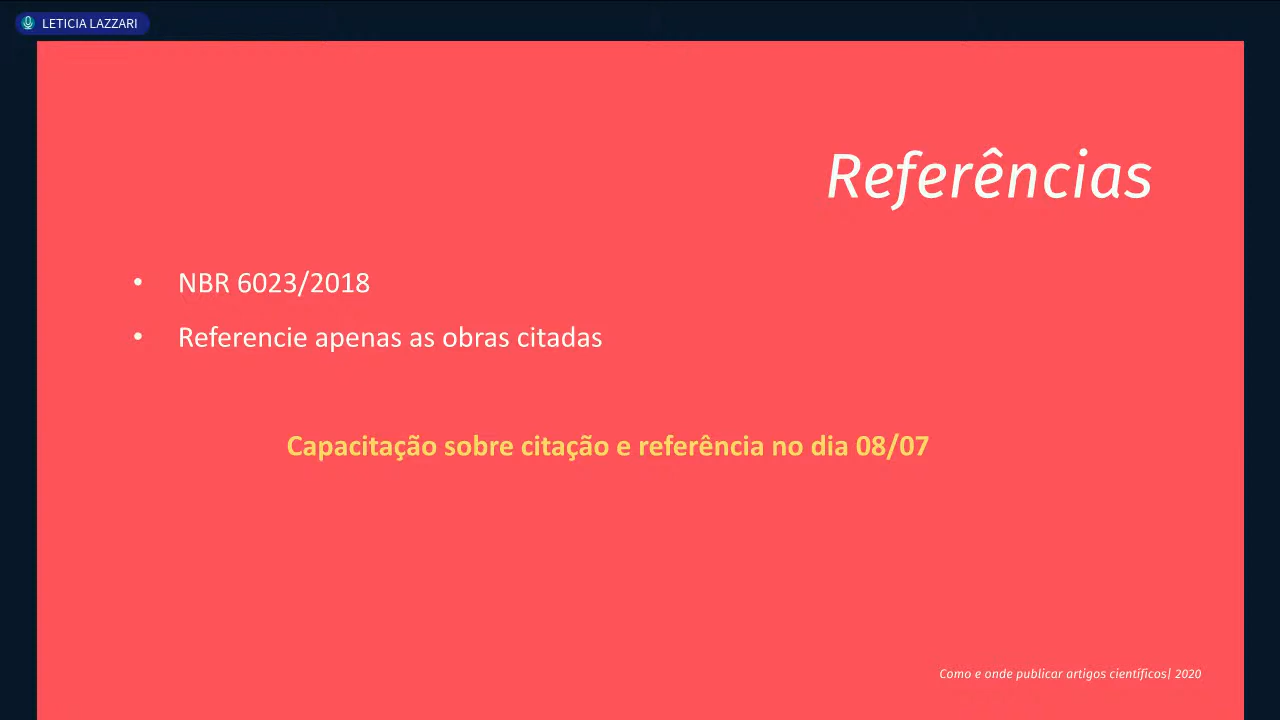 LETICIA LAZZARI
Referências
• NBR 6023/2018
• Referencie apenas as obras citadas
Capacitação sobre citação e referência no dia 08/07
Como e onde publicar artigos científicos| 2020